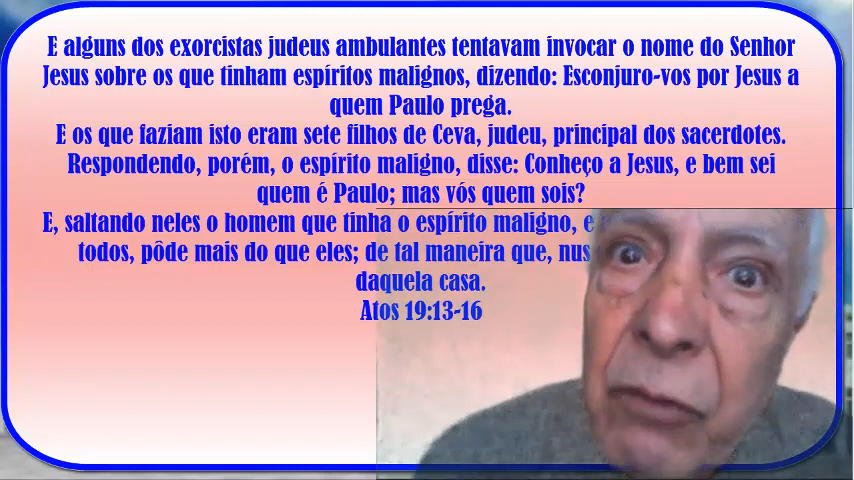 E alguns dos exorcistas judeus ambulantes tentavam invocar o nome do Senhor
Jesus sobre os que tinham espíritos malignos, dizendo: Esconjuro-vos por Jesus a
quem Paulo prega.
E os que faziam isto eram sete filhos de Ceva, judeu, principal dos sacerdotes.
Respondendo, porém, o espírito maligno, disse: Conheço a Jesus, e bem sei
quem é Paulo; mas vós quem sois?
E, saltando neles o homem que tinha o espírito maligno, e
todos, pôde mais do que eles; de tal maneira que, nus
daquela casa.
Atos 19:13-16